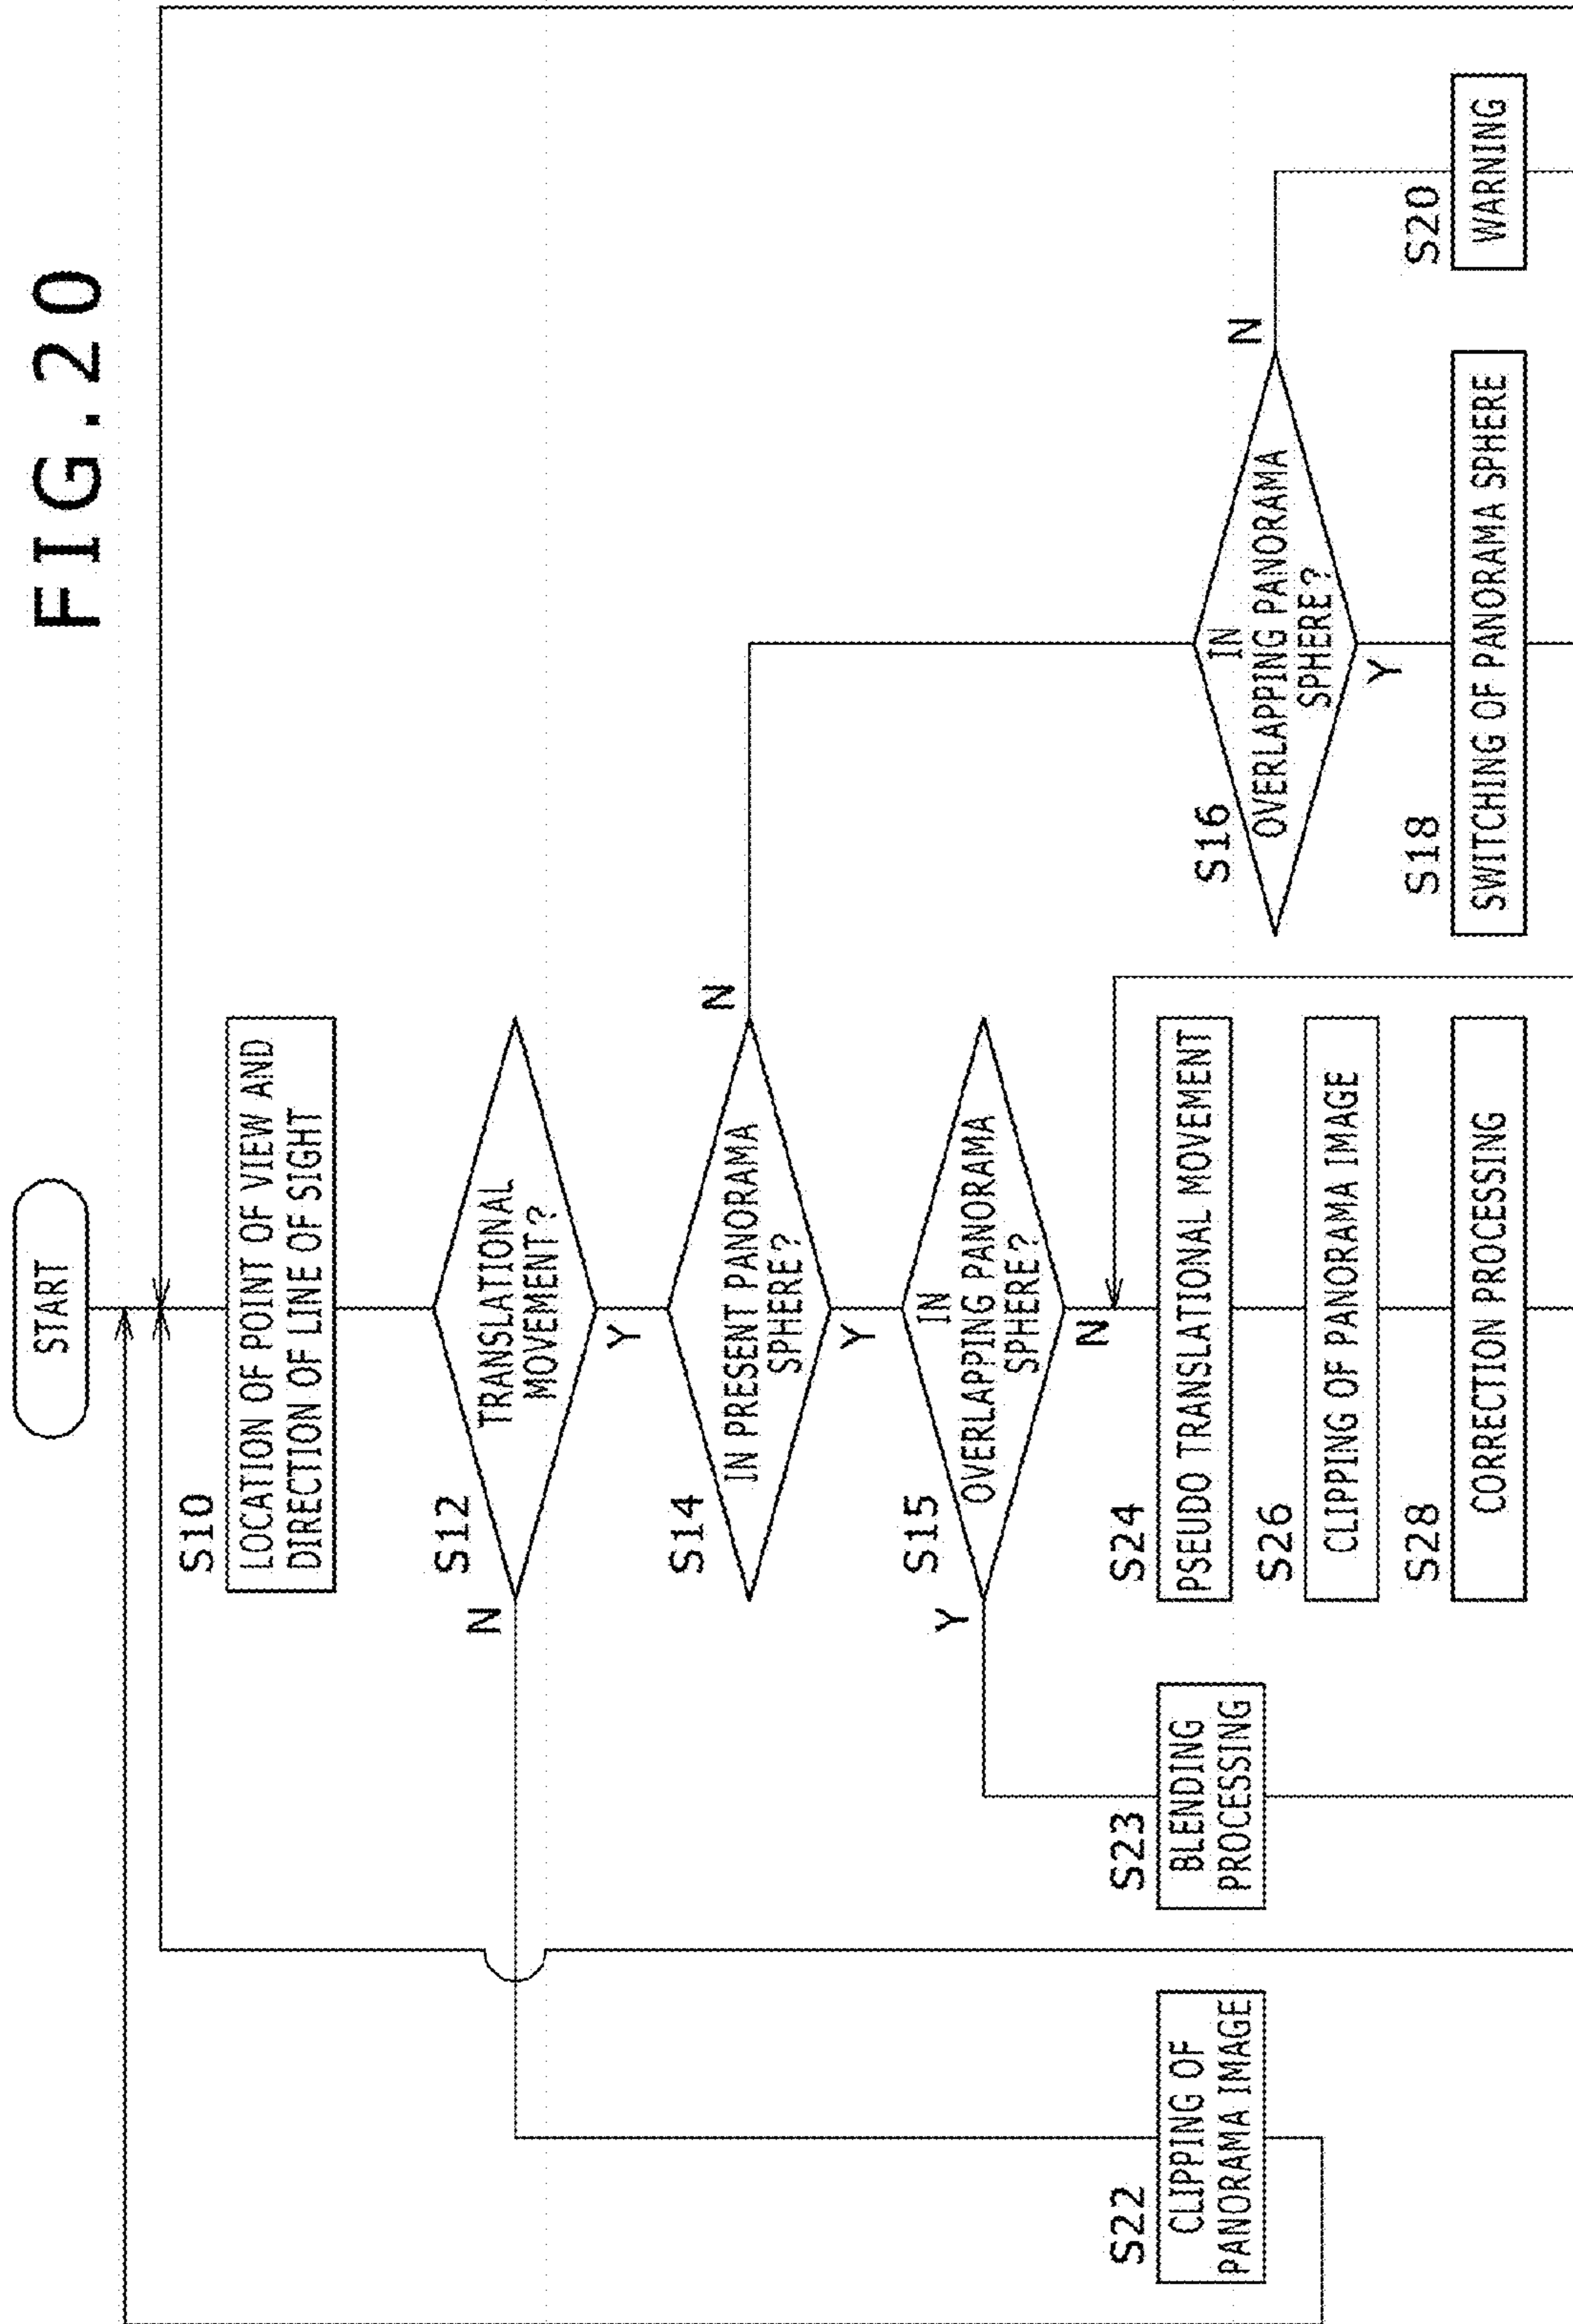 FIG.20
START
S10
LOCATION OF POINT OF VIEW AND
DIRECTION OF LINE OF SIGHT
S12
TRANSLATIONAL
MOVEMENT?
N
Y
S14
IN PRESENT PANORAMA
SPHERE?
N
Y
S15
IN
OVERLAPPING PANORAMA
SPHERE?
Y
N
S16
IN
OVERLAPPING PANORAMA
SPHERE?
N
Y
S22
CLIPPING OF
PANORAMA IMAGE
S23
BLENDING
PROCESSING
S24
PSEUDO TRANSLATIONAL MOVEMENT
S26
CLIPPING OF PANORAMA IMAGE
S28
CORRECTION PROCESSING
S18
SWITCHING OF PANORAMA SPHERE
S20
WARNING